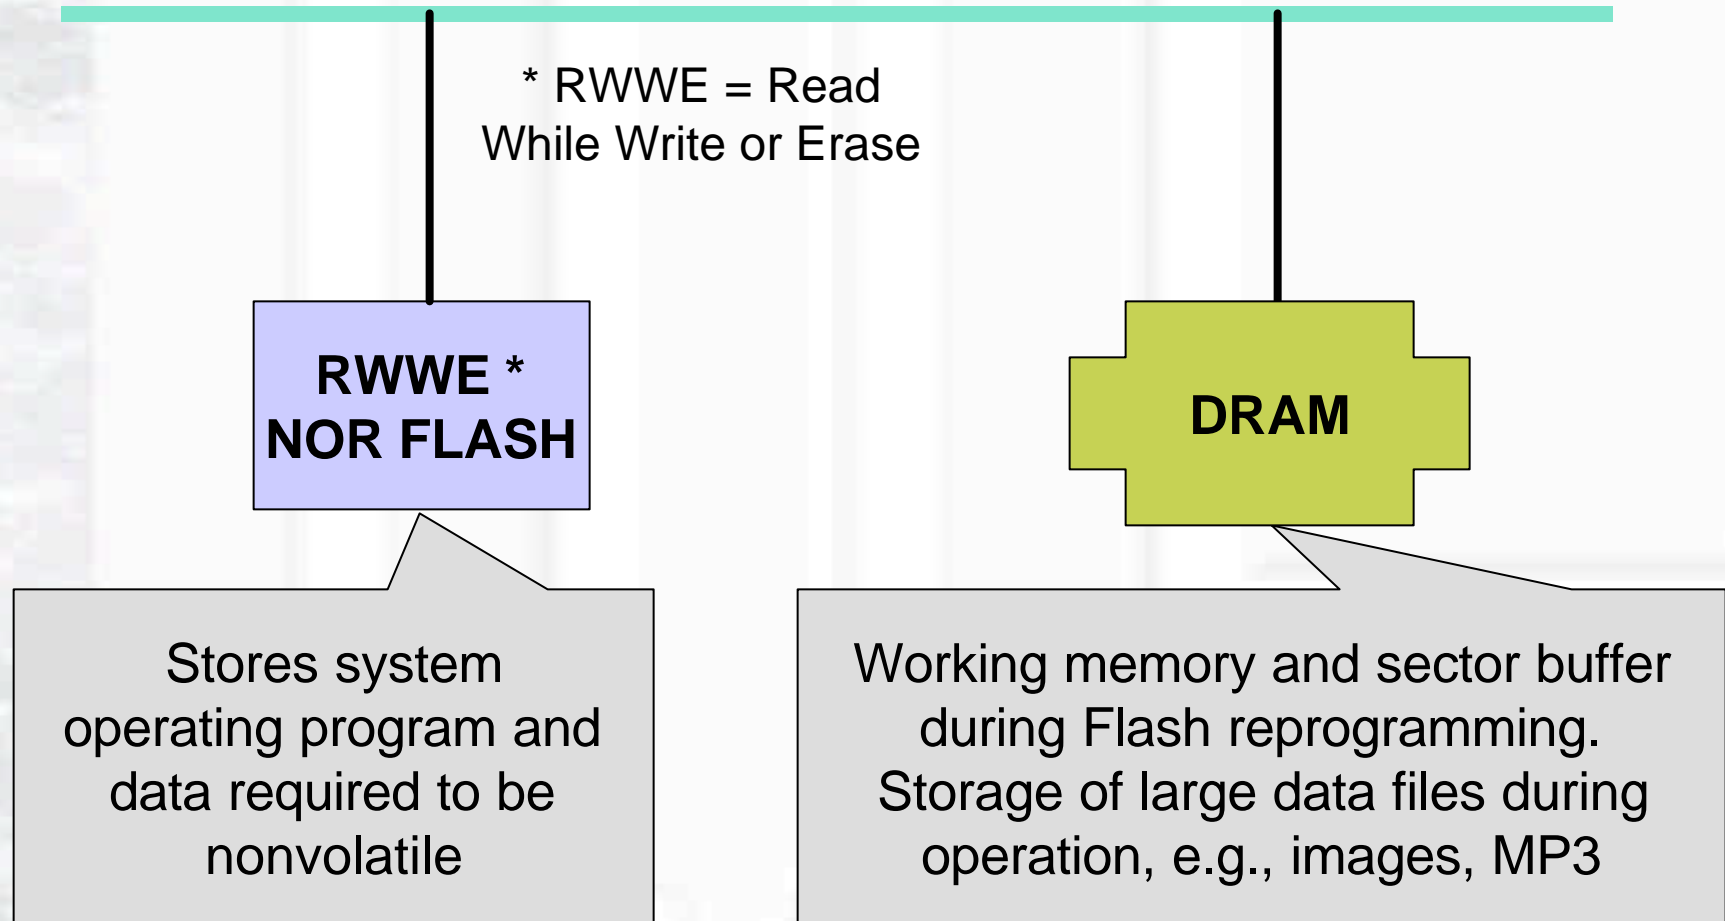 * RWWE = Read
While Write or Erase
RWWE *
NOR FLASH
DRAM
Stores system
operating program and
data required to be
nonvolatile
Working memory and sector buffer
during Flash reprogramming.
Storage of large data files during
operation, e.g., images, MP3